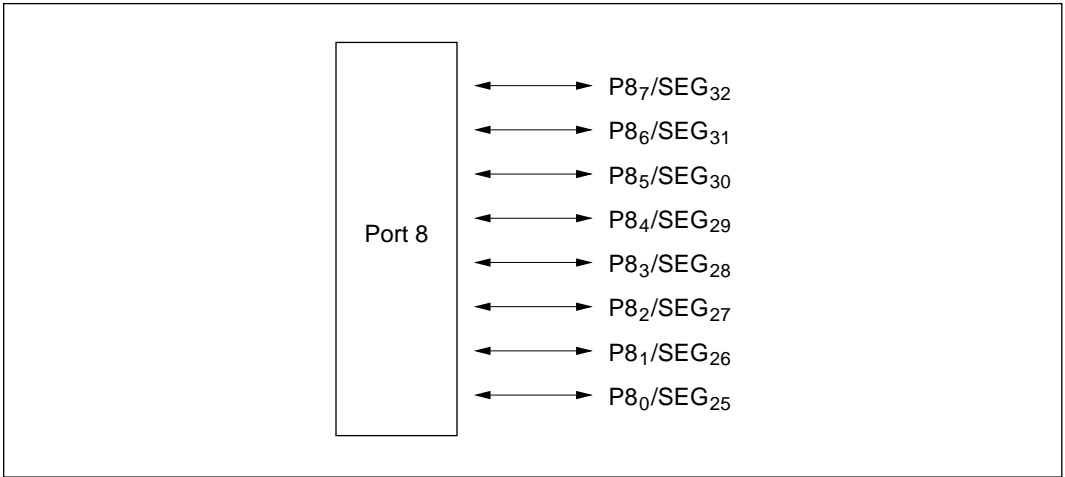 Port 8
P8₇/SEG₃₂
P8₆/SEG₃₁
P8₅/SEG₃₀
P8₄/SEG₂₉
P8₃/SEG₂₈
P8₂/SEG₂₇
P8₁/SEG₂₆
P8₀/SEG₂₅